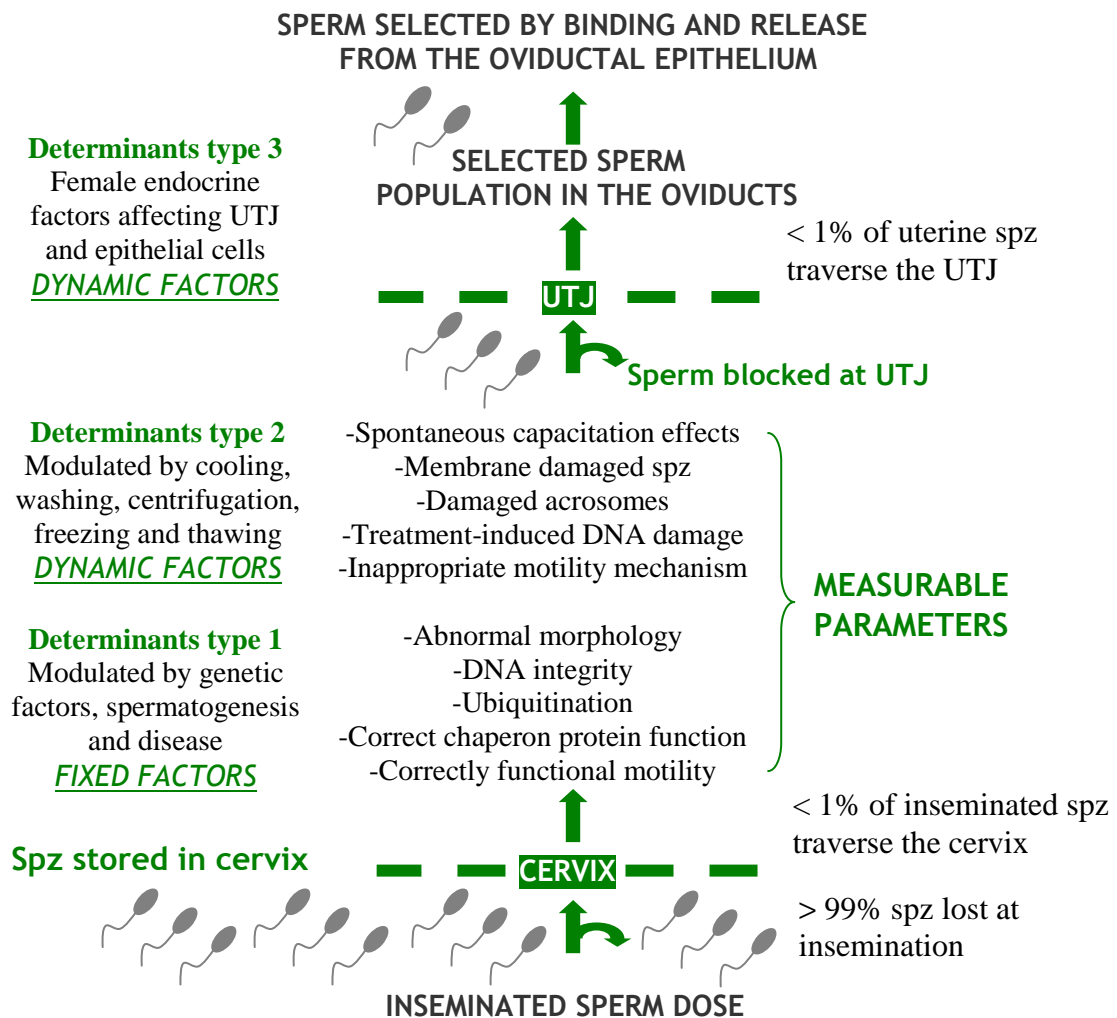 SPERM SELECTED BY BINDING AND RELEASE
FROM THE OVIDUCTAL EPITHELIUM
Determinants type 3
Female endocrine
factors affecting UTJ
and epithelial cells
DYNAMIC FACTORS
SELECTED SPERM
POPULATION IN THE OVIDUCTS
< 1% of uterine spz
traverse the UTJ
UTJ
Sperm blocked at UTJ
Determinants type 2
Modulated by cooling,
washing, centrifugation,
freezing and thawing
DYNAMIC FACTORS
-Spontaneous capacitation effects
-Membrane damaged spz
-Damaged acrosomes
-Treatment-induced DNA damage
-Inappropriate motility mechanism
MEASURABLE
PARAMETERS
Determinants type 1
Modulated by genetic
factors, spermatogenesis
and disease
FIXED FACTORS
-Abnormal morphology
-DNA integrity
-Ubiquitination
-Correct chaperon protein function
-Correctly functional motility
< 1% of inseminated spz
traverse the cervix
Spz stored in cervix
CERVIX
> 99% spz lost at
insemination
INSEMINATED SPERM DOSE